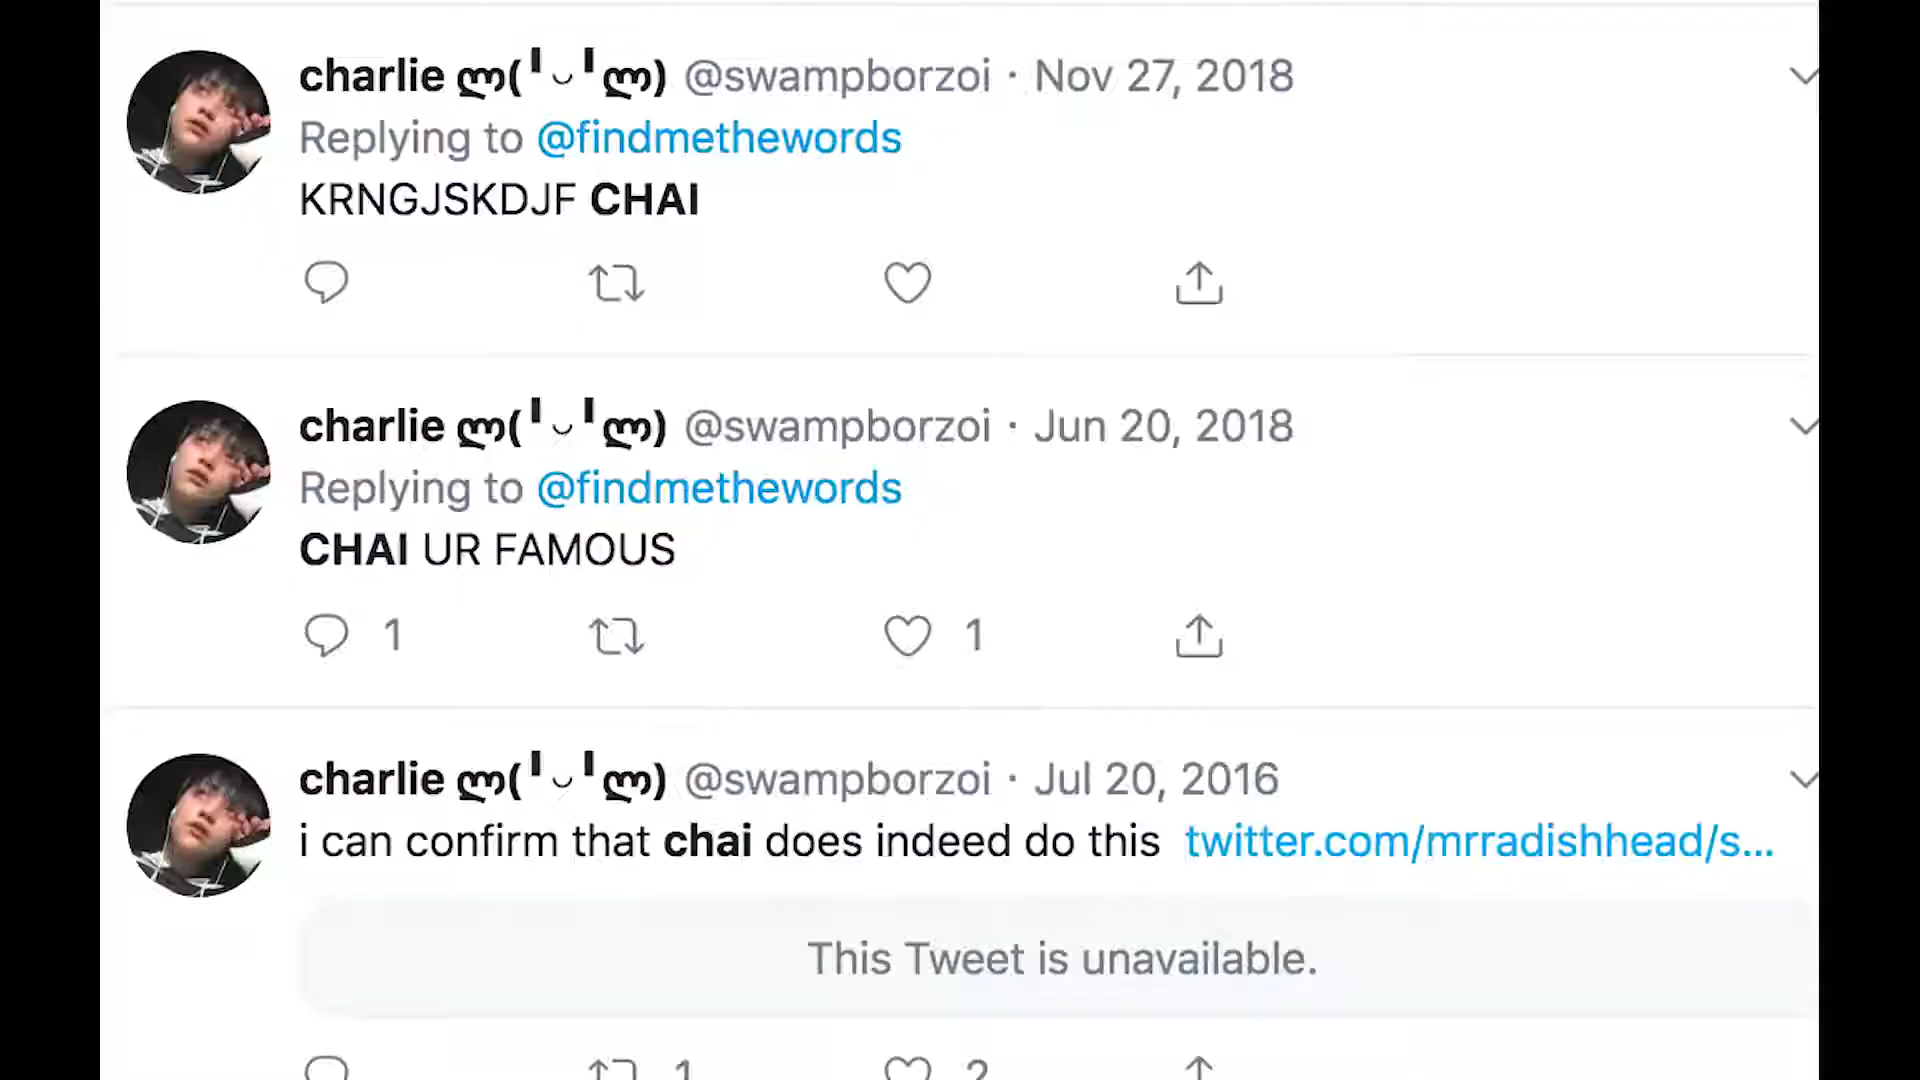 charlie ლ(╹◡╹ლ) @swampborzoi · Nov 27, 2018
Replying to @findmethewords
KRNGJSKDJF CHAI
charlie ლ(╹◡╹ლ) @swampborzoi · Jun 20, 2018
Replying to @findmethewords
CHAI UR FAMOUS
1 1
charlie ლ(╹◡╹ლ) @swampborzoi · Jul 20, 2016
i can confirm that chai does indeed do this twitter.com/mrradishhead/s...
This Tweet is unavailable.
1 2